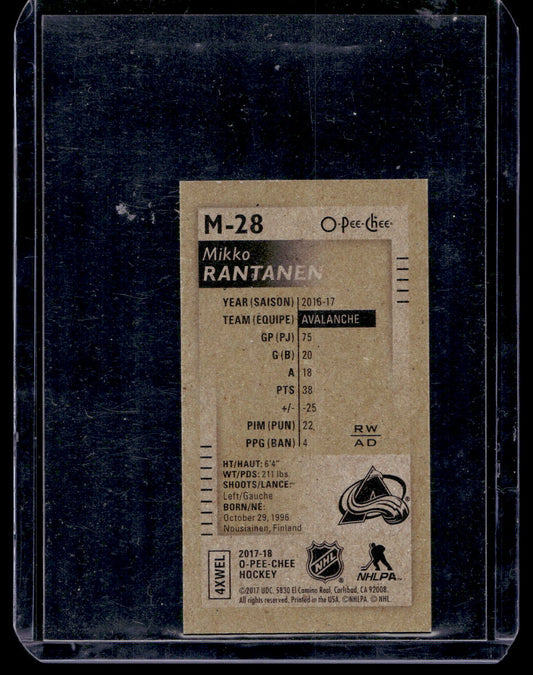 M-28 O-Pee-Chee
Mikko
RANTANEN
YEAR (SAISON) 2016-17
TEAM (ÉQUIPE) AVALANCHE
GP (PJ) 75
G (B) 20
A 18
PTS 38
+/- -25
PIM (PUN) 22
PPG (BAN) 4
RW
AD
HT/HAUT: 6'4"
WT/PDS: 211 lbs.
SHOOTS/LANCE:
Left/Gauche
BORN/NÉ:
October 29, 1996
Nousiainen, Finland
4XWEL
2017-18
O-PEE-CHEE
HOCKEY
NHL
NHLPA
©2017 UDC. 5830 El Camino Real, Carlsbad, CA 92008.
All rights reserved. Printed in the USA. ©NHLPA. © NHL.